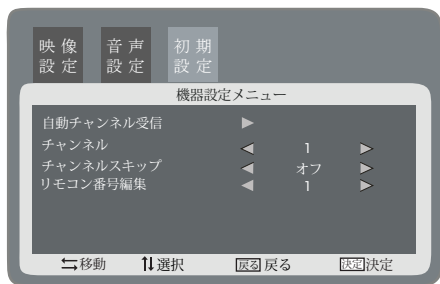 映像 音声 初期
設定 設定 設定
機器設定メニュー
自動チャンネル受信 ▶
チャンネル ◀ 1 ▶
チャンネルスキップ ◀ オフ ▶
リモコン番号編集 ◀ 1 ▶
⇆移動 ⇅選択 戻る戻る 決定決定